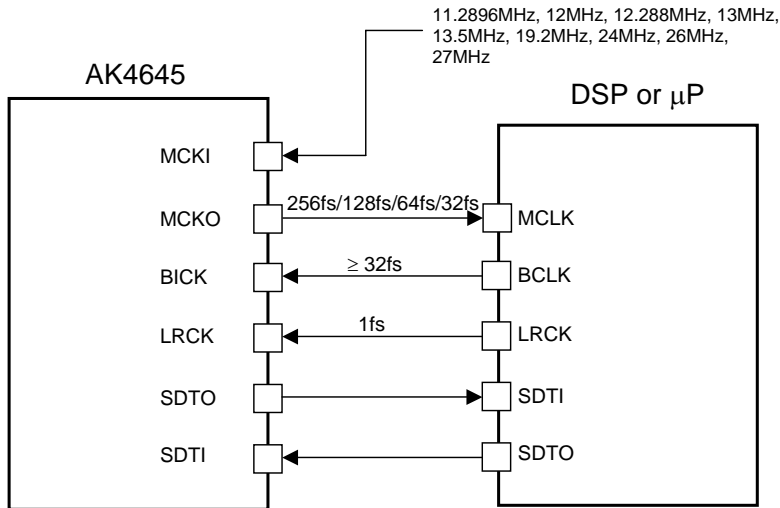 11.2896MHz, 12MHz, 12.288MHz, 13MHz,
13.5MHz, 19.2MHz, 24MHz, 26MHz,
27MHz
AK4645
DSP or μP
MCKI
MCKO
256fs/128fs/64fs/32fs
MCLK
BICK
≥ 32fs
BCLK
LRCK
1fs
LRCK
SDTO
SDTI
SDTI
SDTO